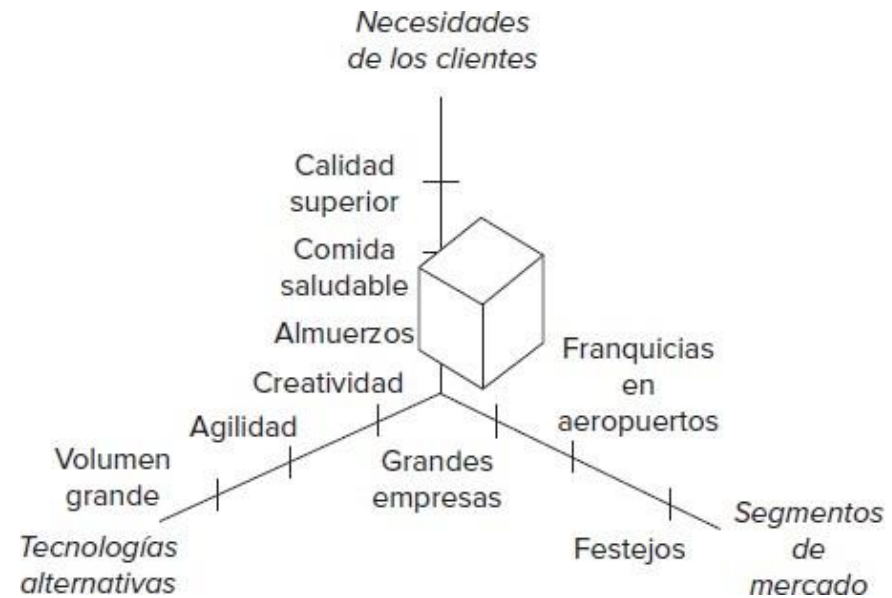 Necesidades
de los clientes
Calidad
superior
Comida
saludable
Almuerzos
Creatividad
Agilidad
Volumen
grande
Tecnologías
alternativas
Grandes
empresas
Franquicias
en
aeropuertos
Festejos
Segmentos
de
mercado